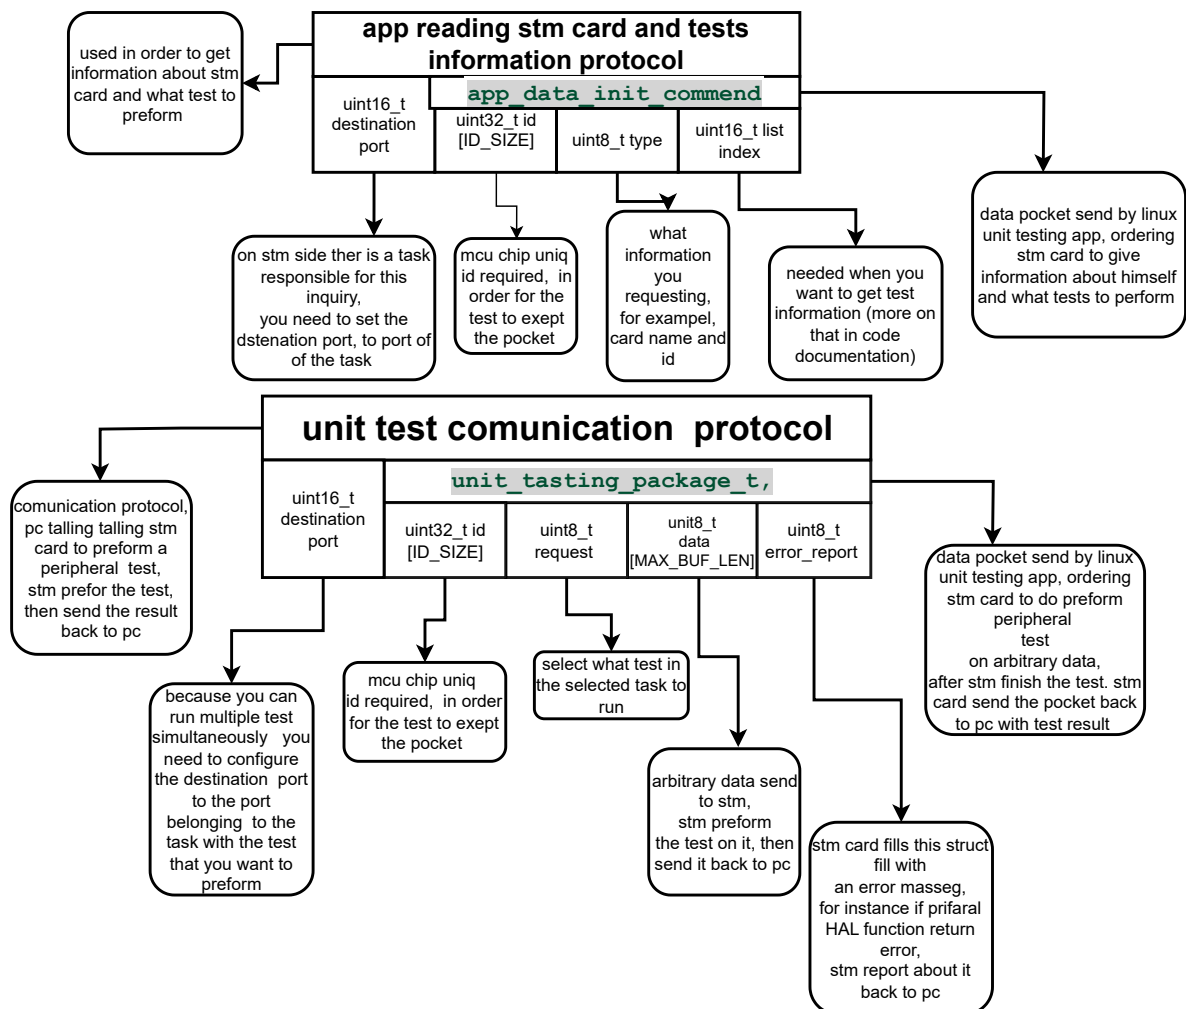 used in order to get
information about stm
card and what test to
preform
app reading stm card and tests
information protocol
app_data_init_commend
uint16_t
destination
port
uint32_t id
[ID_SIZE]
uint8_t type
uint16_t list
index
on stm side ther is a task
responsible for this
inquiry,
you need to set the
dstenation port, to port of
of the task
mcu chip uniq
id required, in
order for the
test to exept
the pocket
what
information
you
requesting,
for exampel,
card name and
id
needed when you
want to get test
information (more on
that in code
documentation)
data pocket send by linux
unit testing app, ordering
stm card to give
information about himself
and what tests to perform
unit test comunication protocol
unit_tasting_package_t,
uint16_t
destination
port
uint32_t id
[ID_SIZE]
uint8_t
request
unit8_t
data
[MAX_BUF_LEN]
uint8_t
error_report
comunication protocol,
pc talling talling stm
card to preform a
peripheral test,
stm prefor the test,
then send the result
back to pc
because you can
run multiple test
simultaneously you
need to configure
the destination port
to the port
belonging to the
task with the test
that you want to
preform
mcu chip uniq
id required, in order
for the test to exept
the pocket
select what test in
the selected task to
run
arbitrary data send
to stm,
stm preform
the test on it, then
send it back to pc
stm card fills this struct
fill with
an error masseg,
for instance if prifaral
HAL function return
error,
stm report about it
back to pc
data pocket send by linux
unit testing app, ordering
stm card to do preform
peripheral
test
on arbitrary data,
after stm finish the test. stm
card send the pocket back
to pc with test result